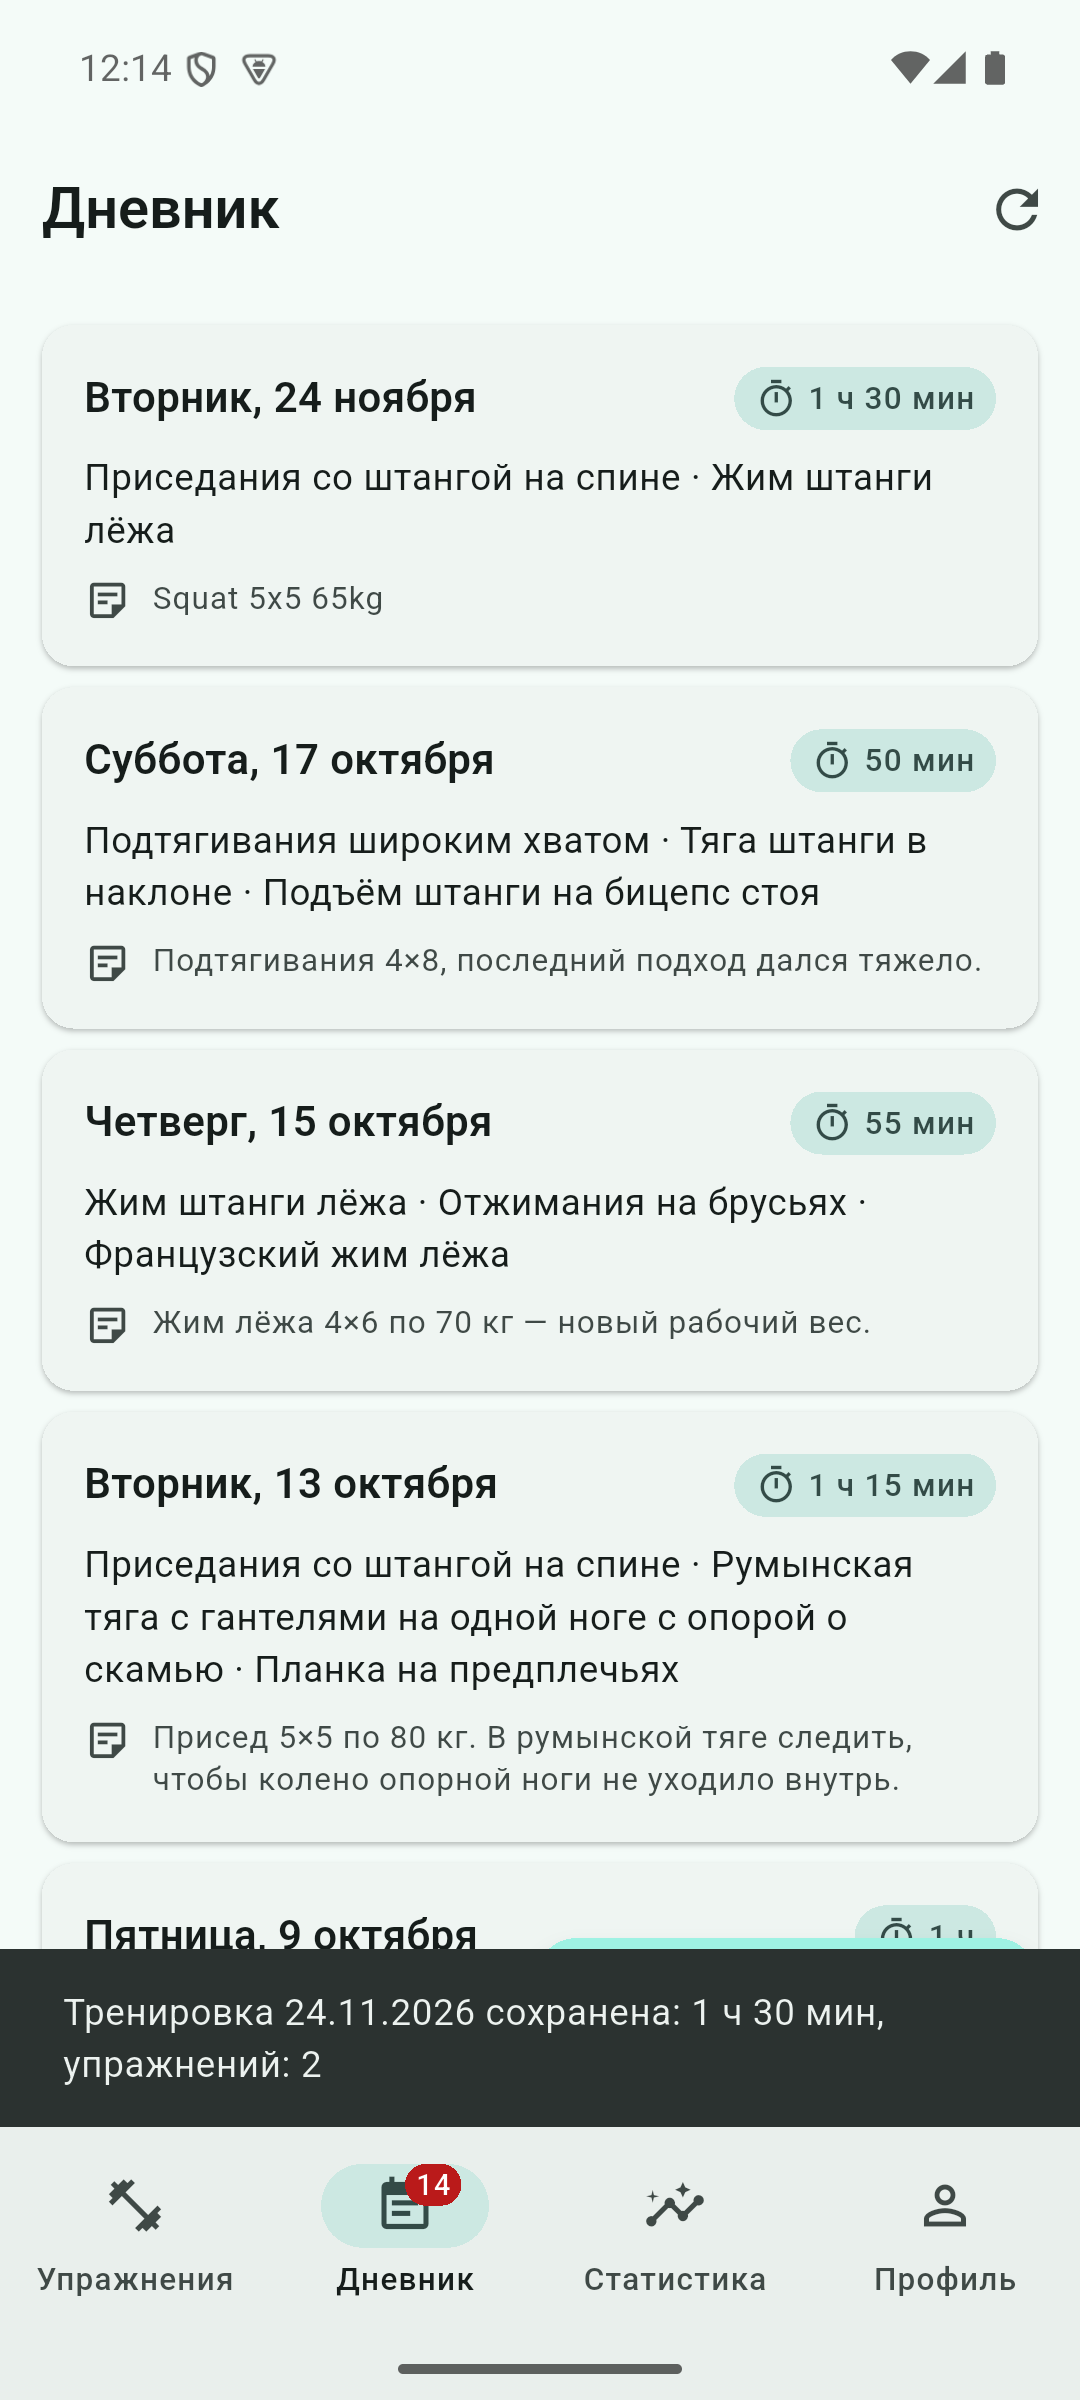 12:14
Дневник
Вторник, 24 ноября
1 ч 30 мин
Приседания со штангой на спине · Жим штанги
лёжа
Squat 5x5 65kg
Суббота, 17 октября
50 мин
Подтягивания широким хватом · Тяга штанги в
наклоне · Подъём штанги на бицепс стоя
Подтягивания 4×8, последний подход дался тяжело.
Четверг, 15 октября
55 мин
Жим штанги лёжа · Отжимания на брусьях ·
Французский жим лёжа
Жим лёжа 4×6 по 70 кг — новый рабочий вес.
Вторник, 13 октября
1 ч 15 мин
Приседания со штангой на спине · Румынская
тяга с гантелями на одной ноге с опорой о
скамью · Планка на предплечьях
Присед 5×5 по 80 кг. В румынской тяге следить,
чтобы колено опорной ноги не уходило внутрь.
Пятница, 9 октября
1 ч
Тренировка 24.11.2026 сохранена: 1 ч 30 мин,
упражнений: 2
14
Упражнения
Дневник
Статистика
Профиль